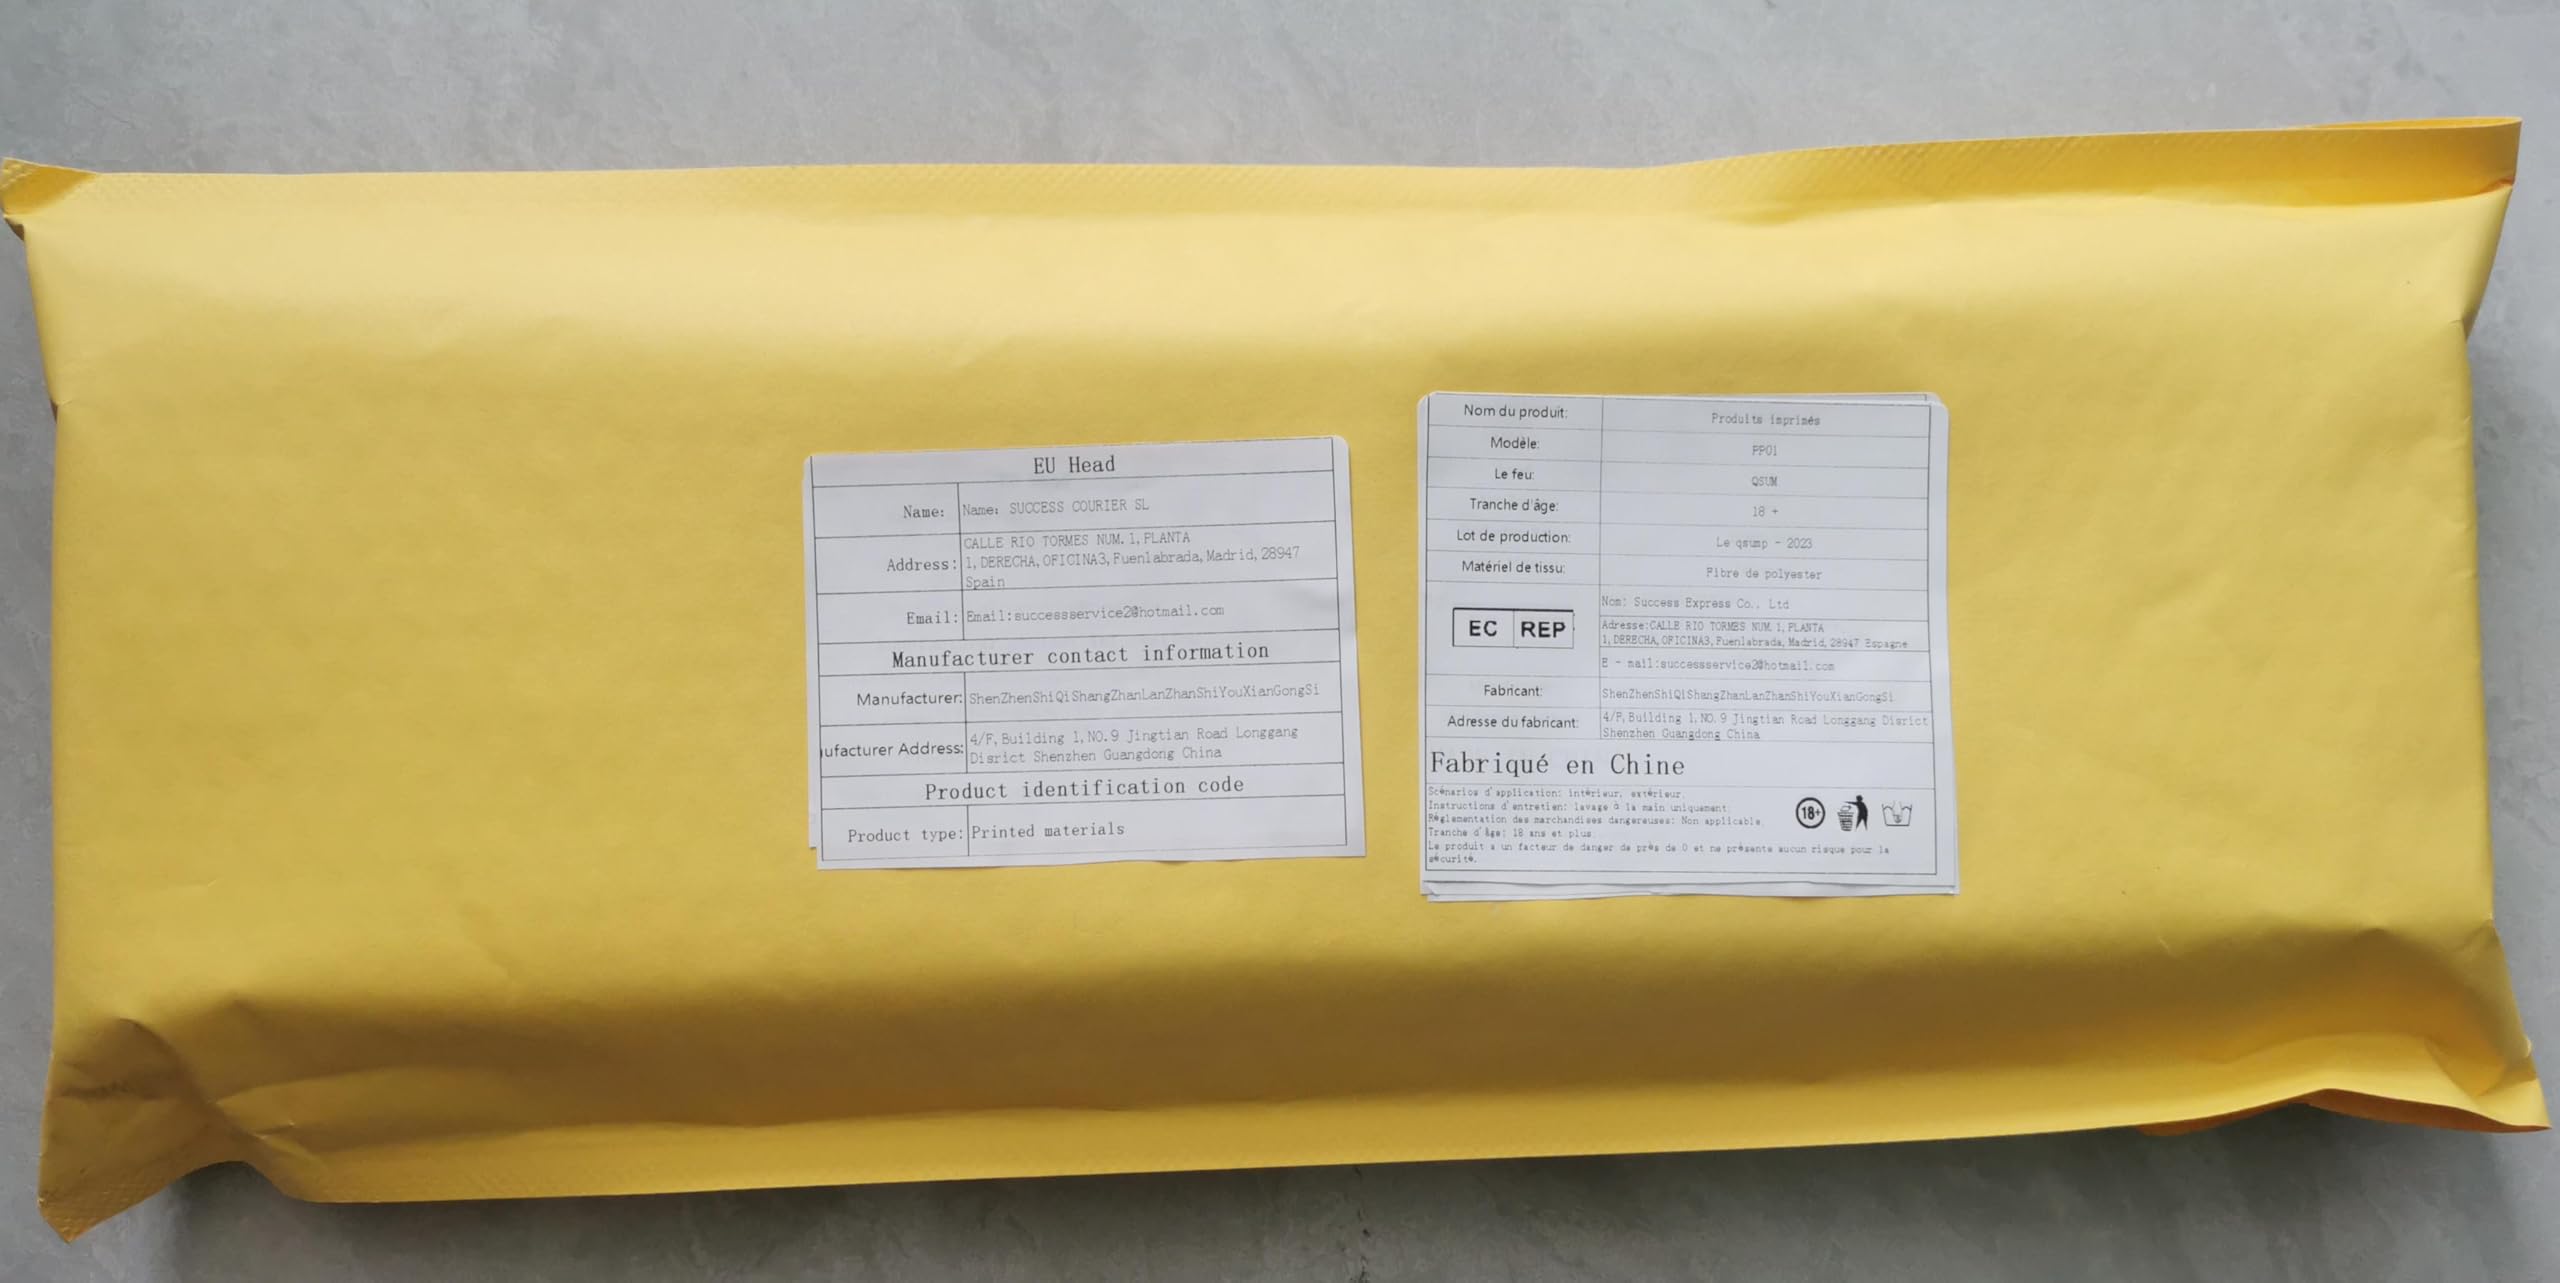 EU Head
Name: Name: SUCCESS COURIER SL
Address: CALLE RIO TORMES NUM. 1, PLANTA
1, DERECHA, OFICINA3, Fuenlabrada, Madrid, 28947
Spain
Email: Email:successservice2@hotmail.com
Manufacturer contact information
Manufacturer: ShenZhenShiQiShangZhanLanZhanShiYouXianGongSi
ufacturer Address: 4/F, Building 1, NO. 9 Jingtian Road Longgang
Disrict Shenzhen Guangdong China
Product identification code
Product type: Printed materials
Nom du produit: Produits imprimés
Modèle: PP01
Le feu: QSUM
Tranche d'âge: 18 +
Lot de production: Le qsump - 2023
Matériel de tissu: Fibre de polyester
EC REP
Nom: Success Express Co., Ltd
Adresse:CALLE RIO TORMES NUM. 1, PLANTA
1, DERECHA, OFICINA3, Fuenlabrada, Madrid, 28947 Espagne
E - mail:successservice2@hotmail.com
Fabricant: ShenZhenShiQiShangZhanLanZhanShiYouXianGongSi
Adresse du fabricant: 4/F, Building 1, NO. 9 Jingtian Road Longgang Disrict
Shenzhen Guangdong China
Fabriqué en Chine
Scénarios d'application: intérieur, extérieur.
Instructions d'entretien: lavage à la main uniquement.
Réglementation des marchandises dangereuses: Non applicable.
Tranche d'âge: 18 ans et plus.
Le produit a un facteur de danger de près de 0 et ne présente aucun risque pour la
sécurité.
18+